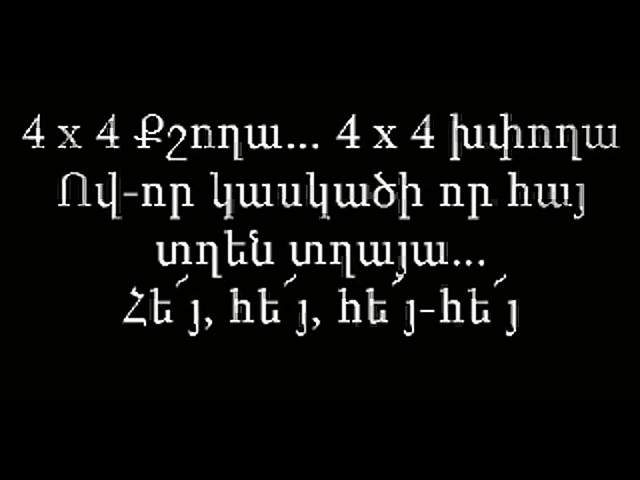 4 x 4 Քշողա... 4 x 4 խփողա
Ով-որ կասկածի որ հայ
տղեն տղայա...
Հե՜յ, հե՜յ, հե՜յ-հե՜յ